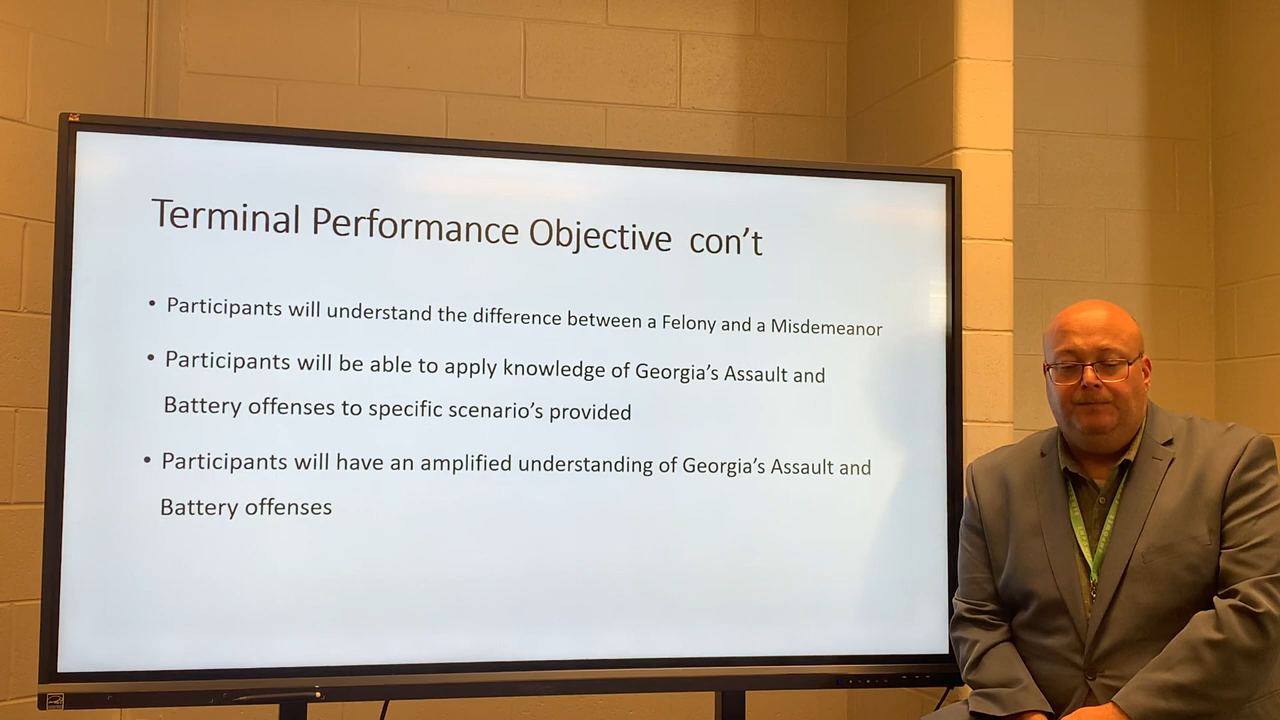 Terminal Performance Objective con't
• Participants will understand the difference between a Felony and a Misdemeanor
• Participants will be able to apply knowledge of Georgia's Assault and
Battery offenses to specific scenario's provided
• Participants will have an amplified understanding of Georgia's Assault and
Battery offenses